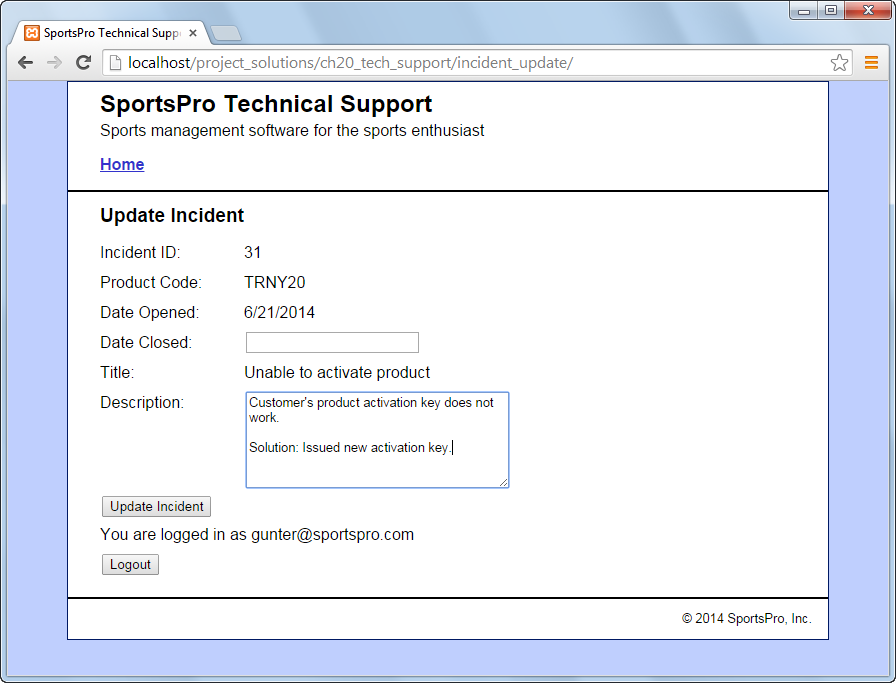 SportsPro Technical Supp
localhost/project_solutions/ch20_tech_support/incident_update/
SportsPro Technical Support
Sports management software for the sports enthusiast
Home
Update Incident
Incident ID: 31
Product Code: TRNY20
Date Opened: 6/21/2014
Date Closed:
Title: Unable to activate product
Description: Customer's product activation key does not
work.
Solution: Issued new activation key.
Update Incident
You are logged in as gunter@sportspro.com
Logout
© 2014 SportsPro, Inc.